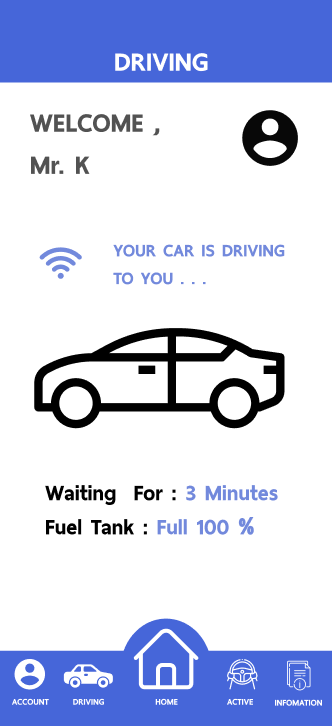 DRIVING
WELCOME ,
Mr. K
YOUR CAR IS DRIVING
TO YOU . . .
Waiting For : 3 Minutes
Fuel Tank : Full 100 %
ACCOUNT
DRIVING
HOME
ACTIVE
INFOMATION